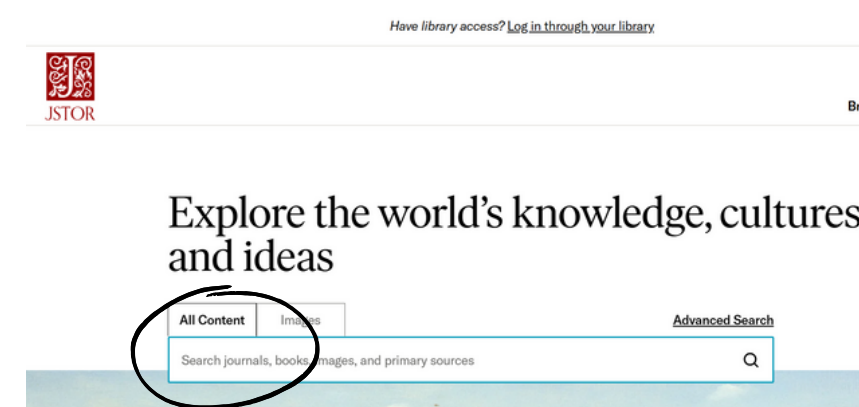 Have library access? Log in through your library
JSTOR
Explore the world's knowledge, cultures
and ideas
All Content Images Advanced Search
Search journals, books, images, and primary sources